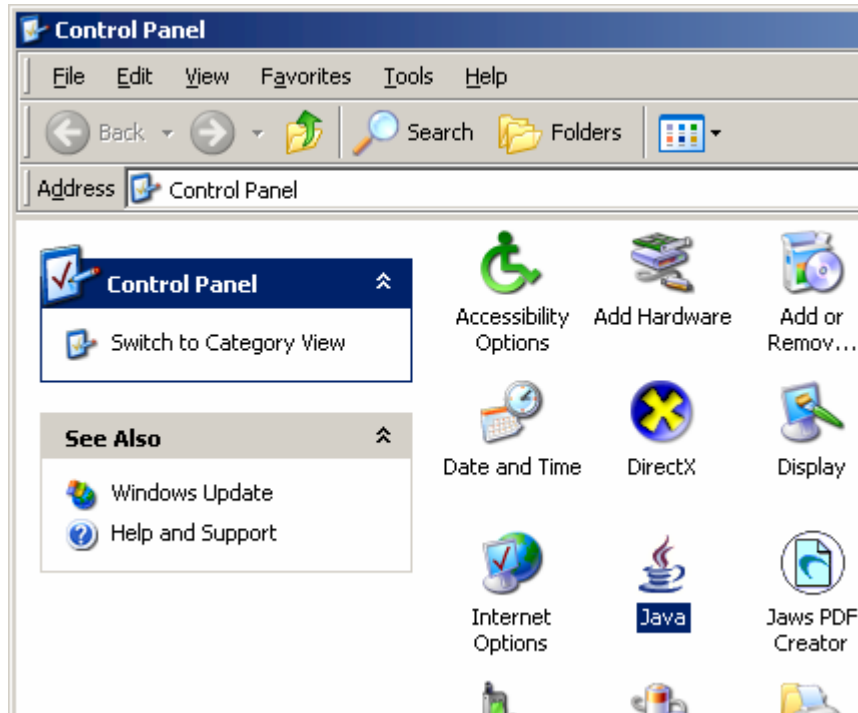 Control Panel
File Edit View Favorites Tools Help
Back Search Folders
Address Control Panel
Control Panel
Switch to Category View
See Also
Windows Update
Help and Support
Accessibility
Options
Add Hardware
Add or
Remov...
Date and Time
DirectX
Display
Internet
Options
Java
Jaws PDF
Creator